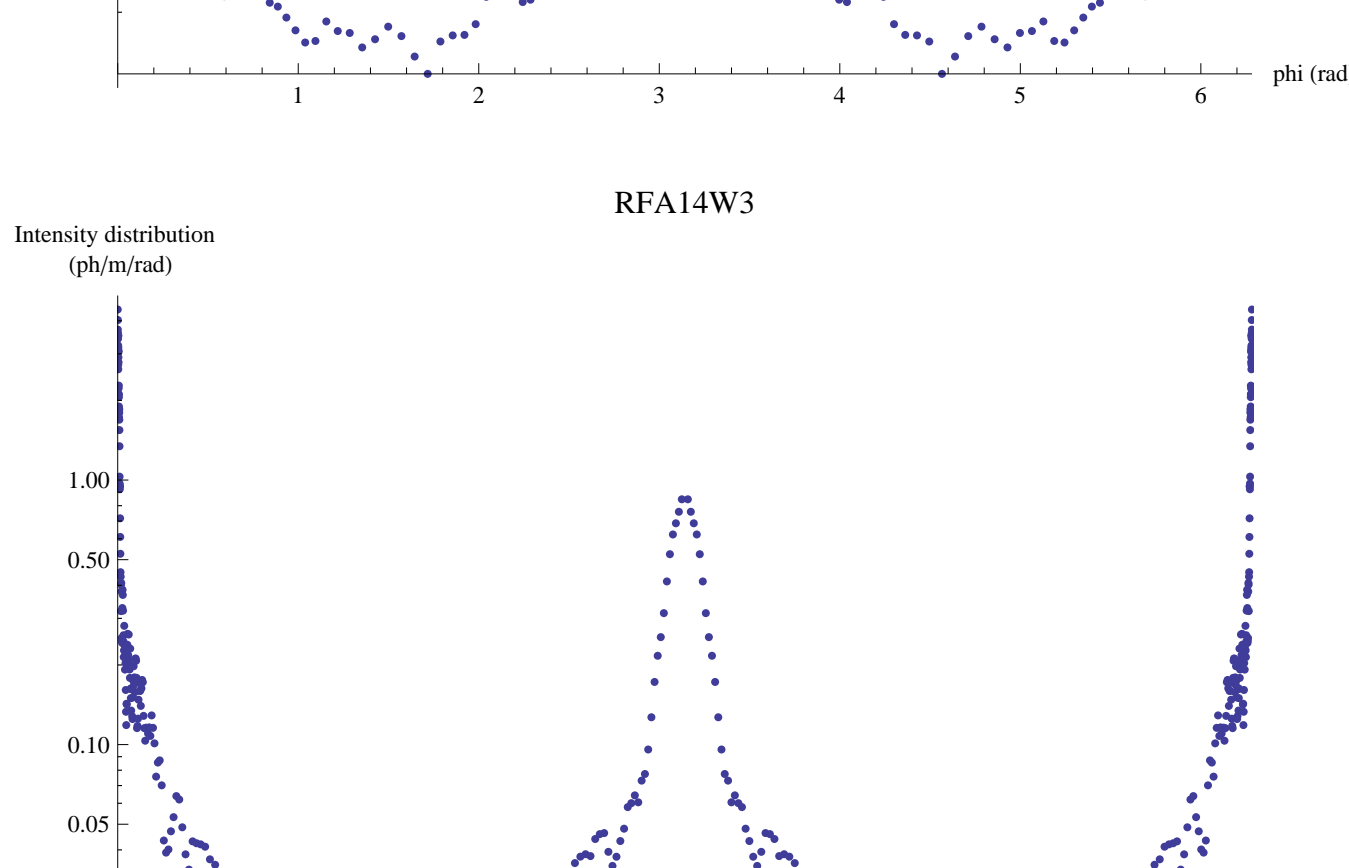 phi (rad
1 2 3 4 5 6
RFA14W3
Intensity distribution
(ph/m/rad)
1.00
0.50
0.10
0.05